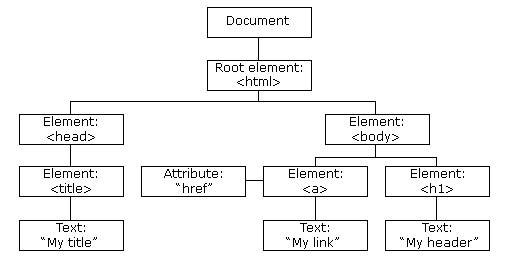 Document
Root element:
<html>
Element:
<head>
Element:
<body>
Element:
<title>
Attribute:
“href”
Element:
<a>
Element:
<h1>
Text:
“My title”
Text:
“My link”
Text:
“My header”